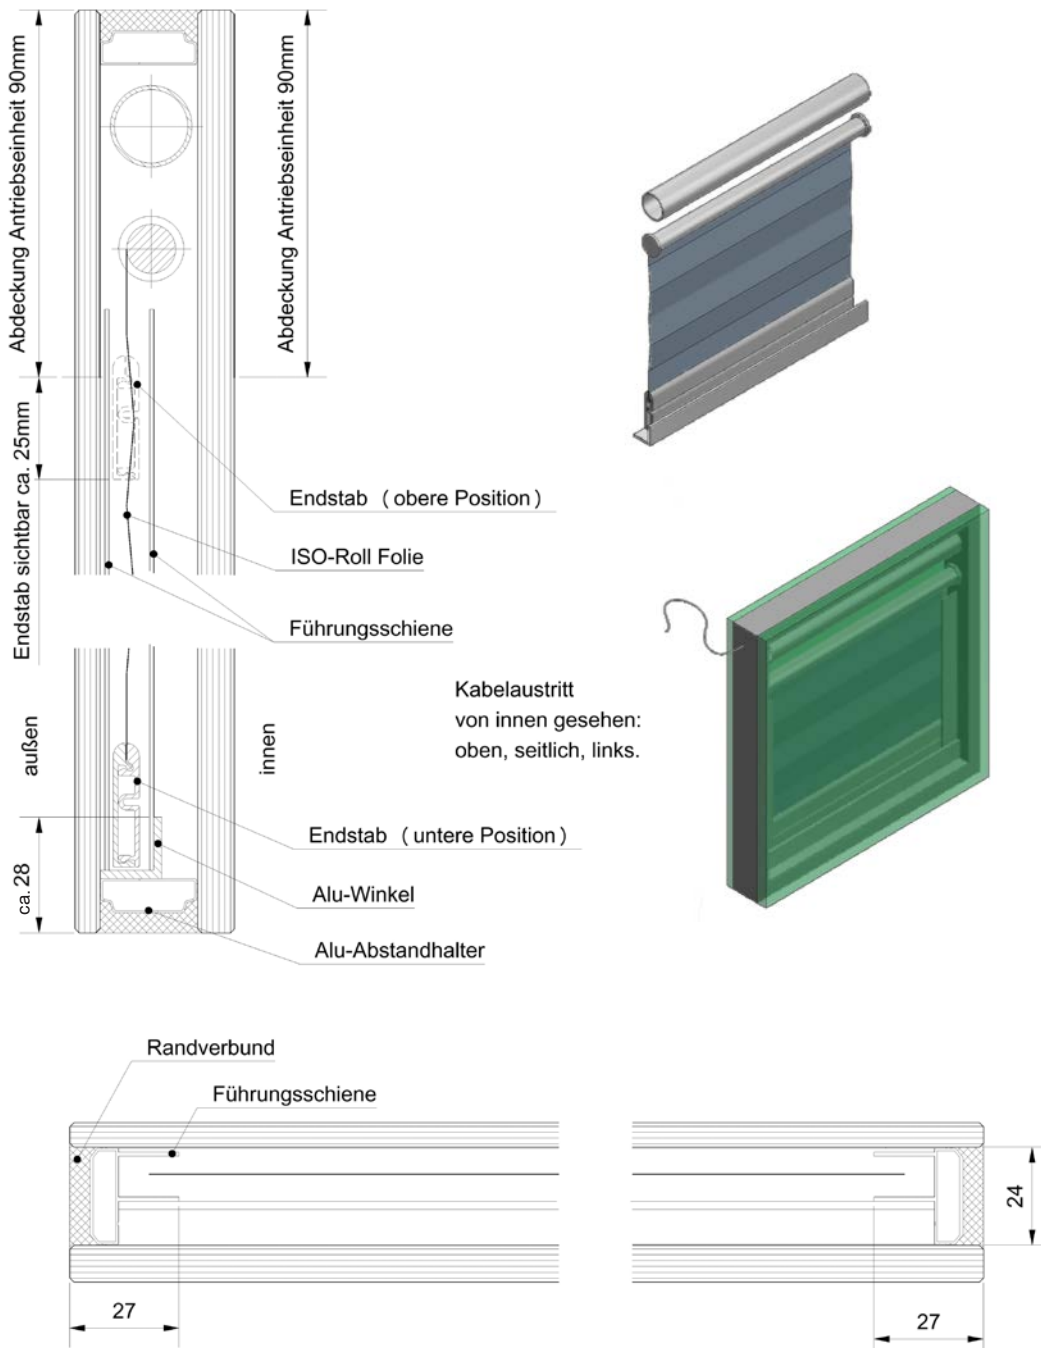 Abdeckung Antriebseinheit 90mm
Abdeckung Antriebseinheit 90mm
Endstab sichtbar ca. 25mm
Endstab (obere Position)
ISO-Roll Folie
Führungsschiene
Kabelaustritt
von innen gesehen:
oben, seitlich, links.
außen
innen
Endstab (untere Position)
ca. 28
Alu-Winkel
Alu-Abstandhalter
Randverbund
Führungsschiene
24
27
27